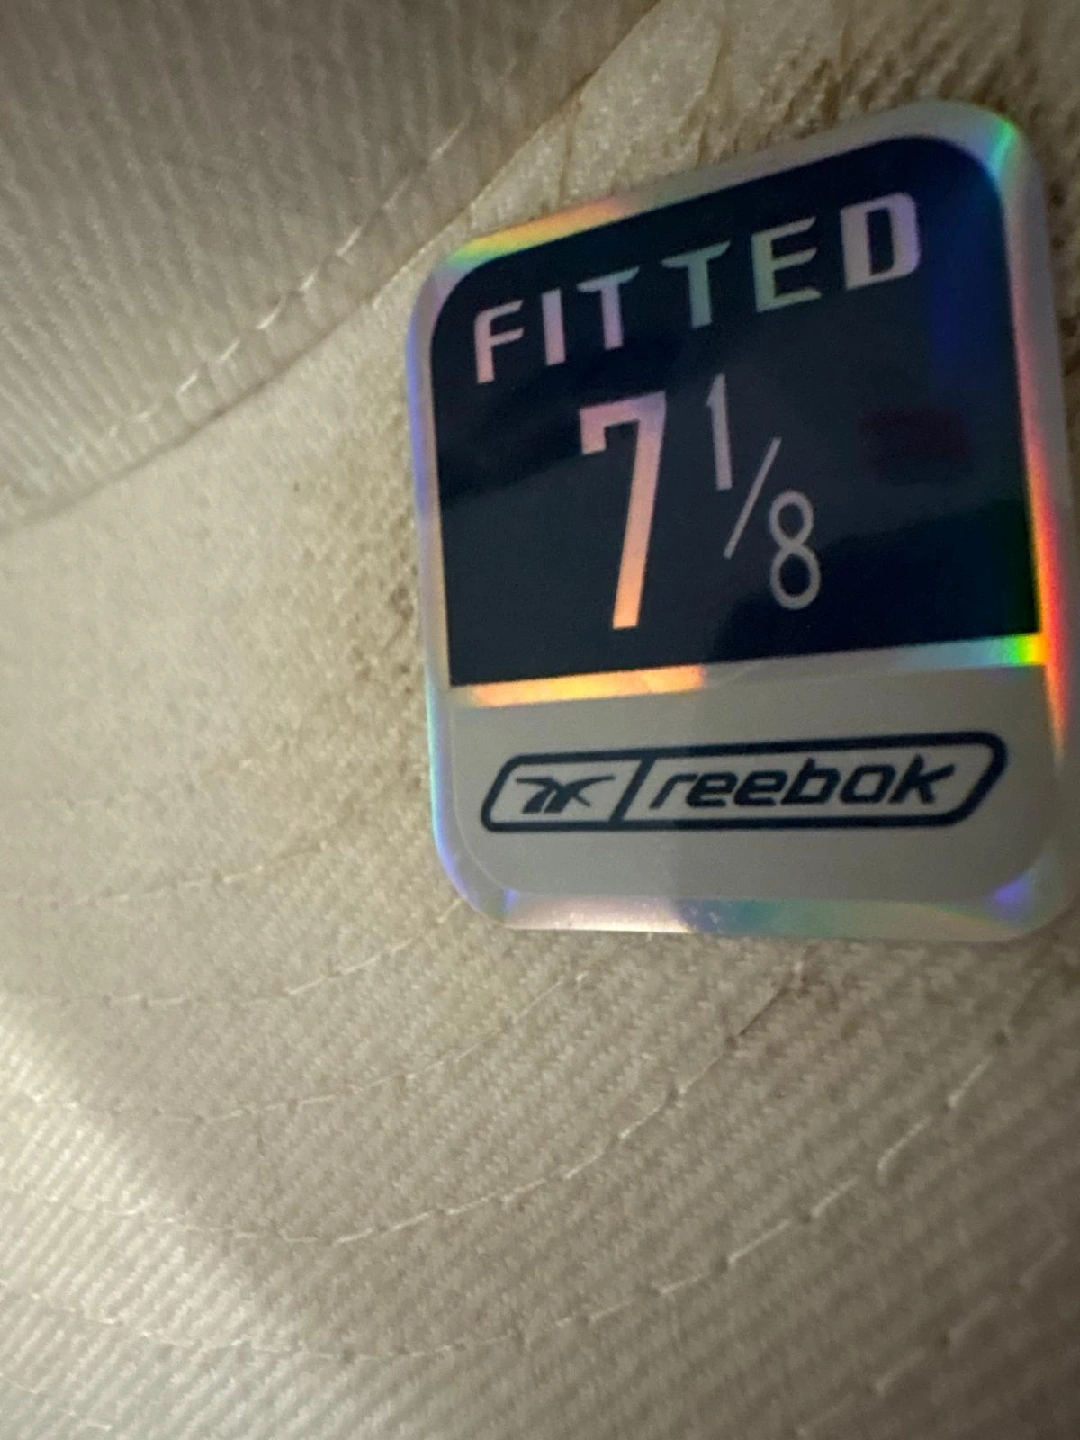 FITTED
7 1/8
reebok